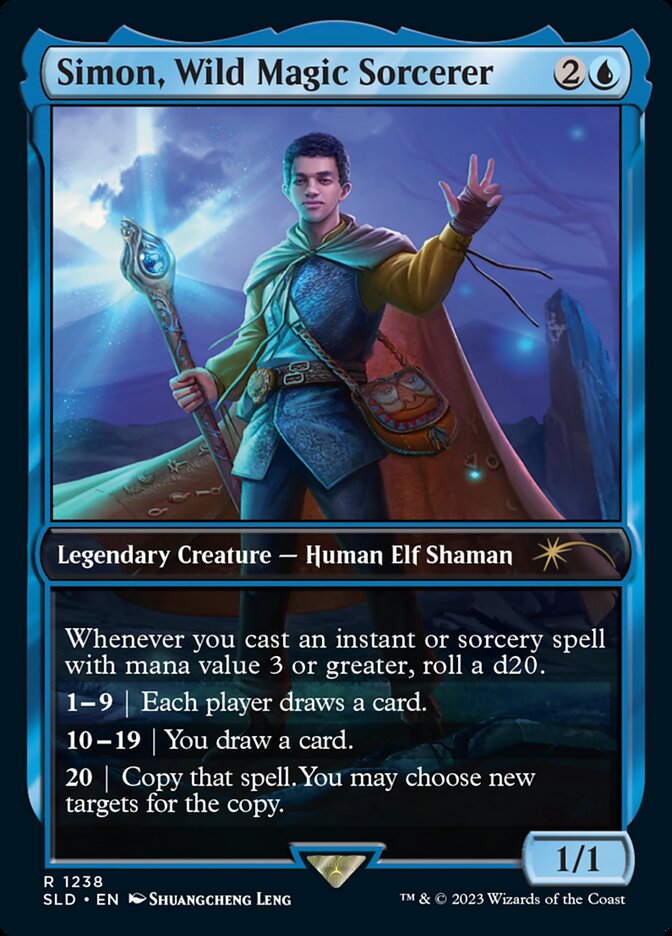 Simon, Wild Magic Sorcerer 2
Legendary Creature — Human Elf Shaman
Whenever you cast an instant or sorcery spell
with mana value 3 or greater, roll a d20.
1–9 | Each player draws a card.
10–19 | You draw a card.
20 | Copy that spell. You may choose new
targets for the copy.
1/1
R 1238
SLD • EN Shuangcheng Leng
™ & © 2023 Wizards of the Coast